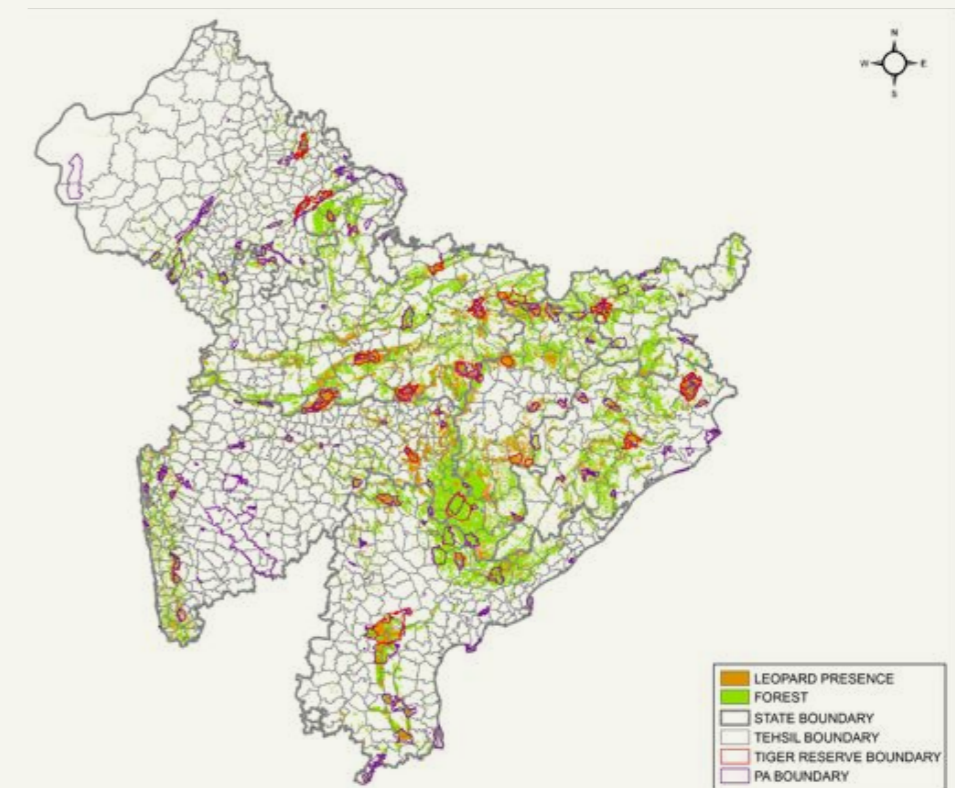 N
W E
S
LEOPARD PRESENCE
FOREST
STATE BOUNDARY
TEHSIL BOUNDARY
TIGER RESERVE BOUNDARY
PA BOUNDARY